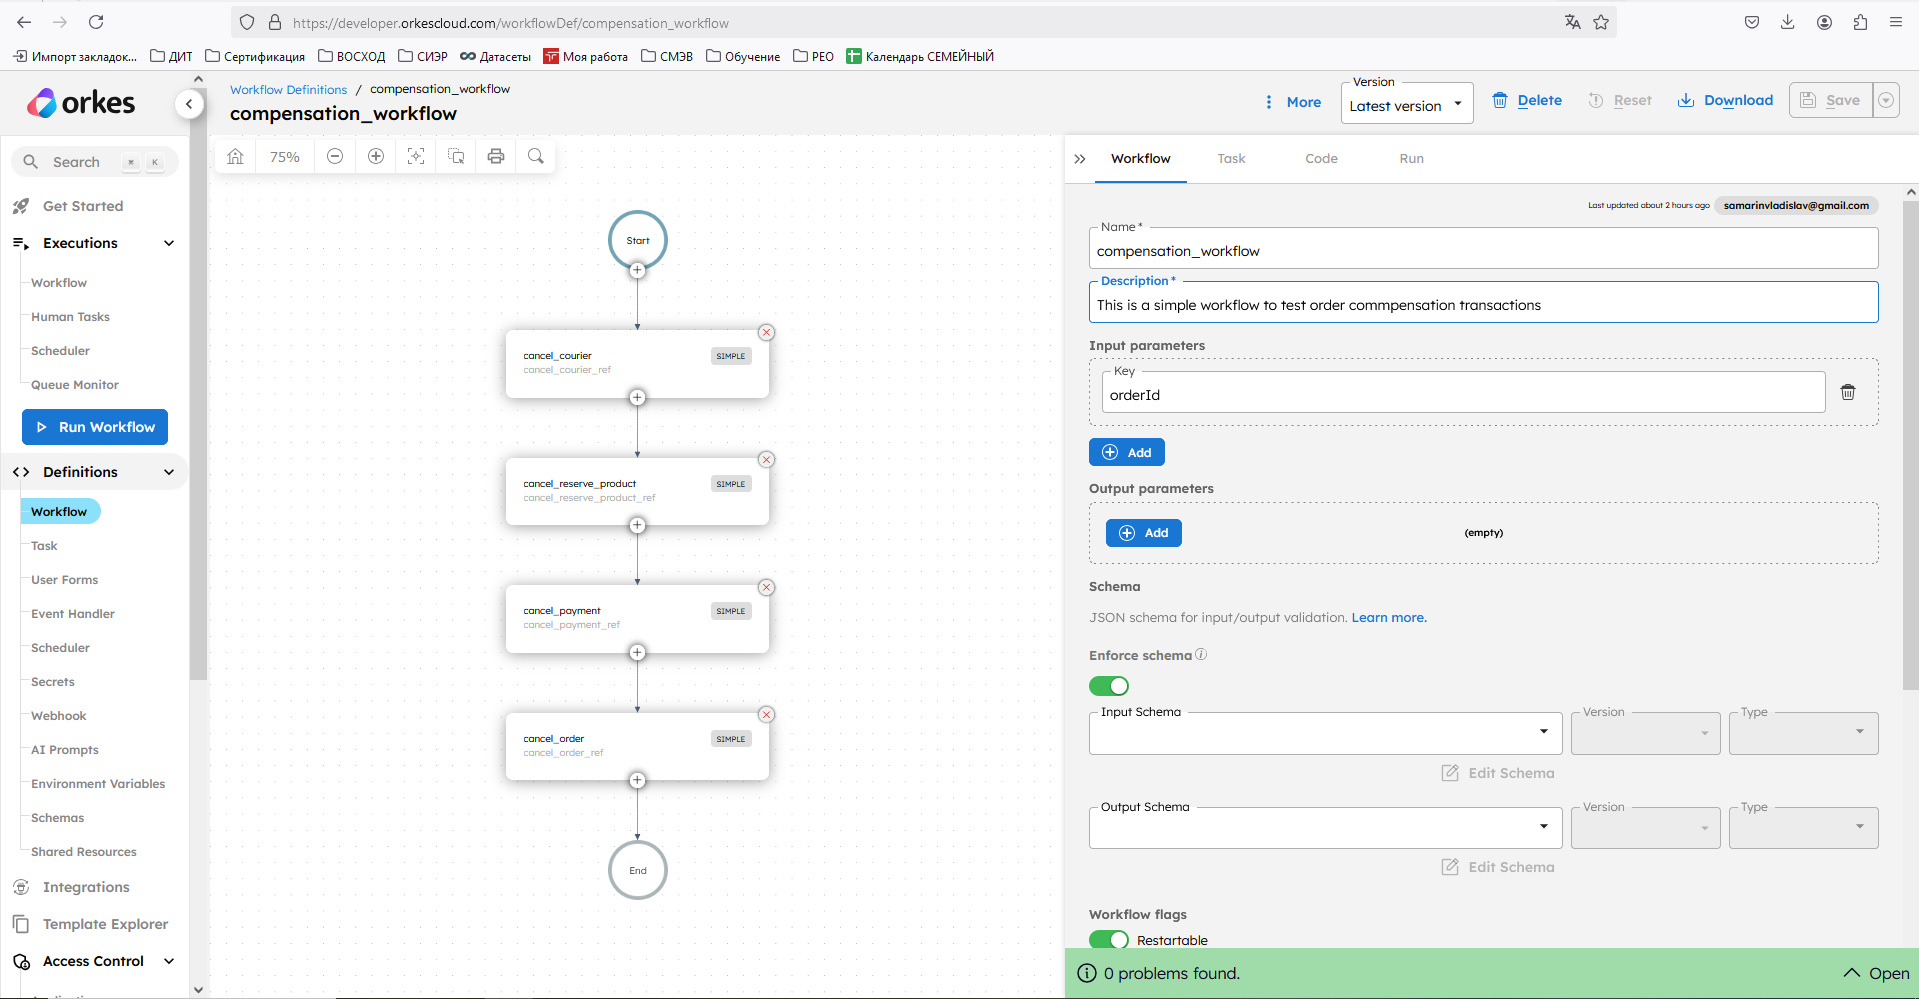 https://developer.orkescloud.com/workflowDef/compensation_workflow
Импорт закладок... ДИТ Сертификация ВОСХОД СИЭР Датасеты Моя работа СМЭВ Обучение РЕО Календарь СЕМЕЙНЫЙ
orkes
Workflow Definitions / compensation_workflow
compensation_workflow
More
Version
Latest version
Delete
Reset
Download
Save
Search
K
Get Started
Executions
Workflow
Human Tasks
Scheduler
Queue Monitor
Run Workflow
Definitions
Workflow
Task
User Forms
Event Handler
Scheduler
Secrets
Webhook
AI Prompts
Environment Variables
Schemas
Shared Resources
Integrations
Template Explorer
Access Control
75%
Start
cancel_courier
cancel_courier_ref
SIMPLE
cancel_reserve_product
cancel_reserve_product_ref
SIMPLE
cancel_payment
cancel_payment_ref
SIMPLE
cancel_order
cancel_order_ref
SIMPLE
End
Workflow Task Code Run
Last updated about 2 hours ago samarinvladislav@gmail.com
Name*
compensation_workflow
Description*
This is a simple workflow to test order commpensation transactions
Input parameters
Key
orderId
Add
Output parameters
Add
(empty)
Schema
JSON schema for input/output validation. Learn more.
Enforce schema
Input Schema Version Type
Edit Schema
Output Schema Version Type
Edit Schema
Workflow flags
Restartable
0 problems found.
Open